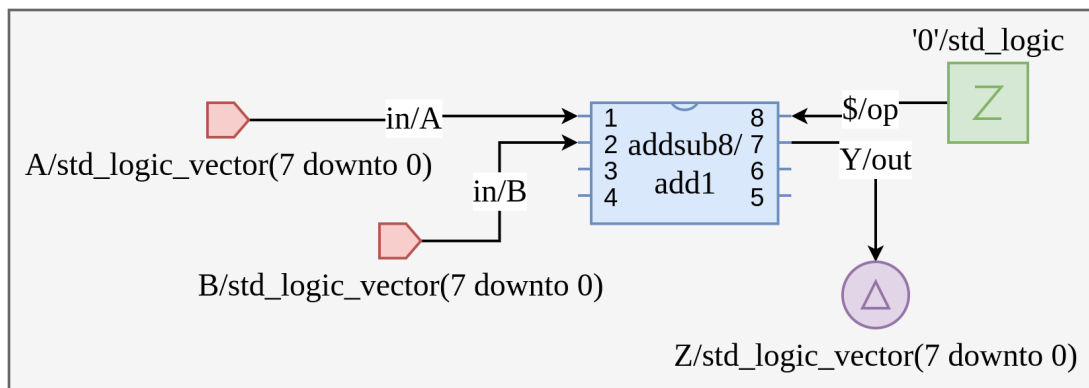 '0'/std_logic
in/A
1
8
$/op
A/std_logic_vector(7 downto 0)
2
addsub8/
add1
7
Y/out
in/B
3
6
4
5
B/std_logic_vector(7 downto 0)
Z/std_logic_vector(7 downto 0)